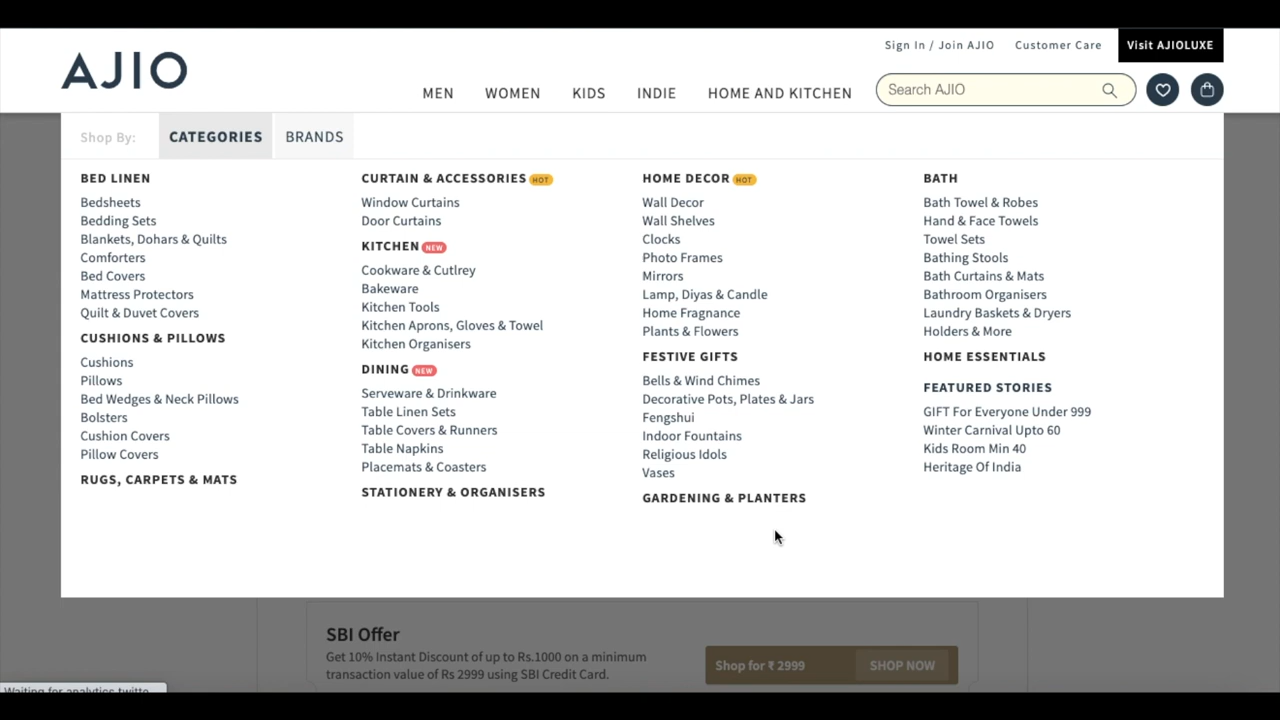 Sign In / Join AJIO
Customer Care
Visit AJIOLUXE
AJIO
MEN
WOMEN
KIDS
INDIE
HOME AND KITCHEN
Search AJIO
Shop By:
CATEGORIES
BRANDS
BED LINEN
Bedsheets
Bedding Sets
Blankets, Dohars & Quilts
Comforters
Bed Covers
Mattress Protectors
Quilt & Duvet Covers
CUSHIONS & PILLOWS
Cushions
Pillows
Bed Wedges & Neck Pillows
Bolsters
Cushion Covers
Pillow Covers
RUGS, CARPETS & MATS
CURTAIN & ACCESSORIES HOT
Window Curtains
Door Curtains
KITCHEN NEW
Cookware & Cutlrey
Bakeware
Kitchen Tools
Kitchen Aprons, Gloves & Towel
Kitchen Organisers
DINING NEW
Serveware & Drinkware
Table Linen Sets
Table Covers & Runners
Table Napkins
Placemats & Coasters
STATIONERY & ORGANISERS
HOME DECOR HOT
Wall Decor
Wall Shelves
Clocks
Photo Frames
Mirrors
Lamp, Diyas & Candle
Home Fragrance
Plants & Flowers
FESTIVE GIFTS
Bells & Wind Chimes
Decorative Pots, Plates & Jars
Fengshui
Indoor Fountains
Religious Idols
Vases
GARDENING & PLANTERS
BATH
Bath Towel & Robes
Hand & Face Towels
Towel Sets
Bathing Stools
Bath Curtains & Mats
Bathroom Organisers
Laundry Baskets & Dryers
Holders & More
HOME ESSENTIALS
FEATURED STORIES
GIFT For Everyone Under 999
Winter Carnival Upto 60
Kids Room Min 40
Heritage Of India
SBI Offer
Get 10% Instant Discount of up to Rs.1000 on a minimum
transaction value of Rs 2999 using SBI Credit Card.
Shop for ₹ 2999
SHOP NOW
Waiting for analytics.twitte...